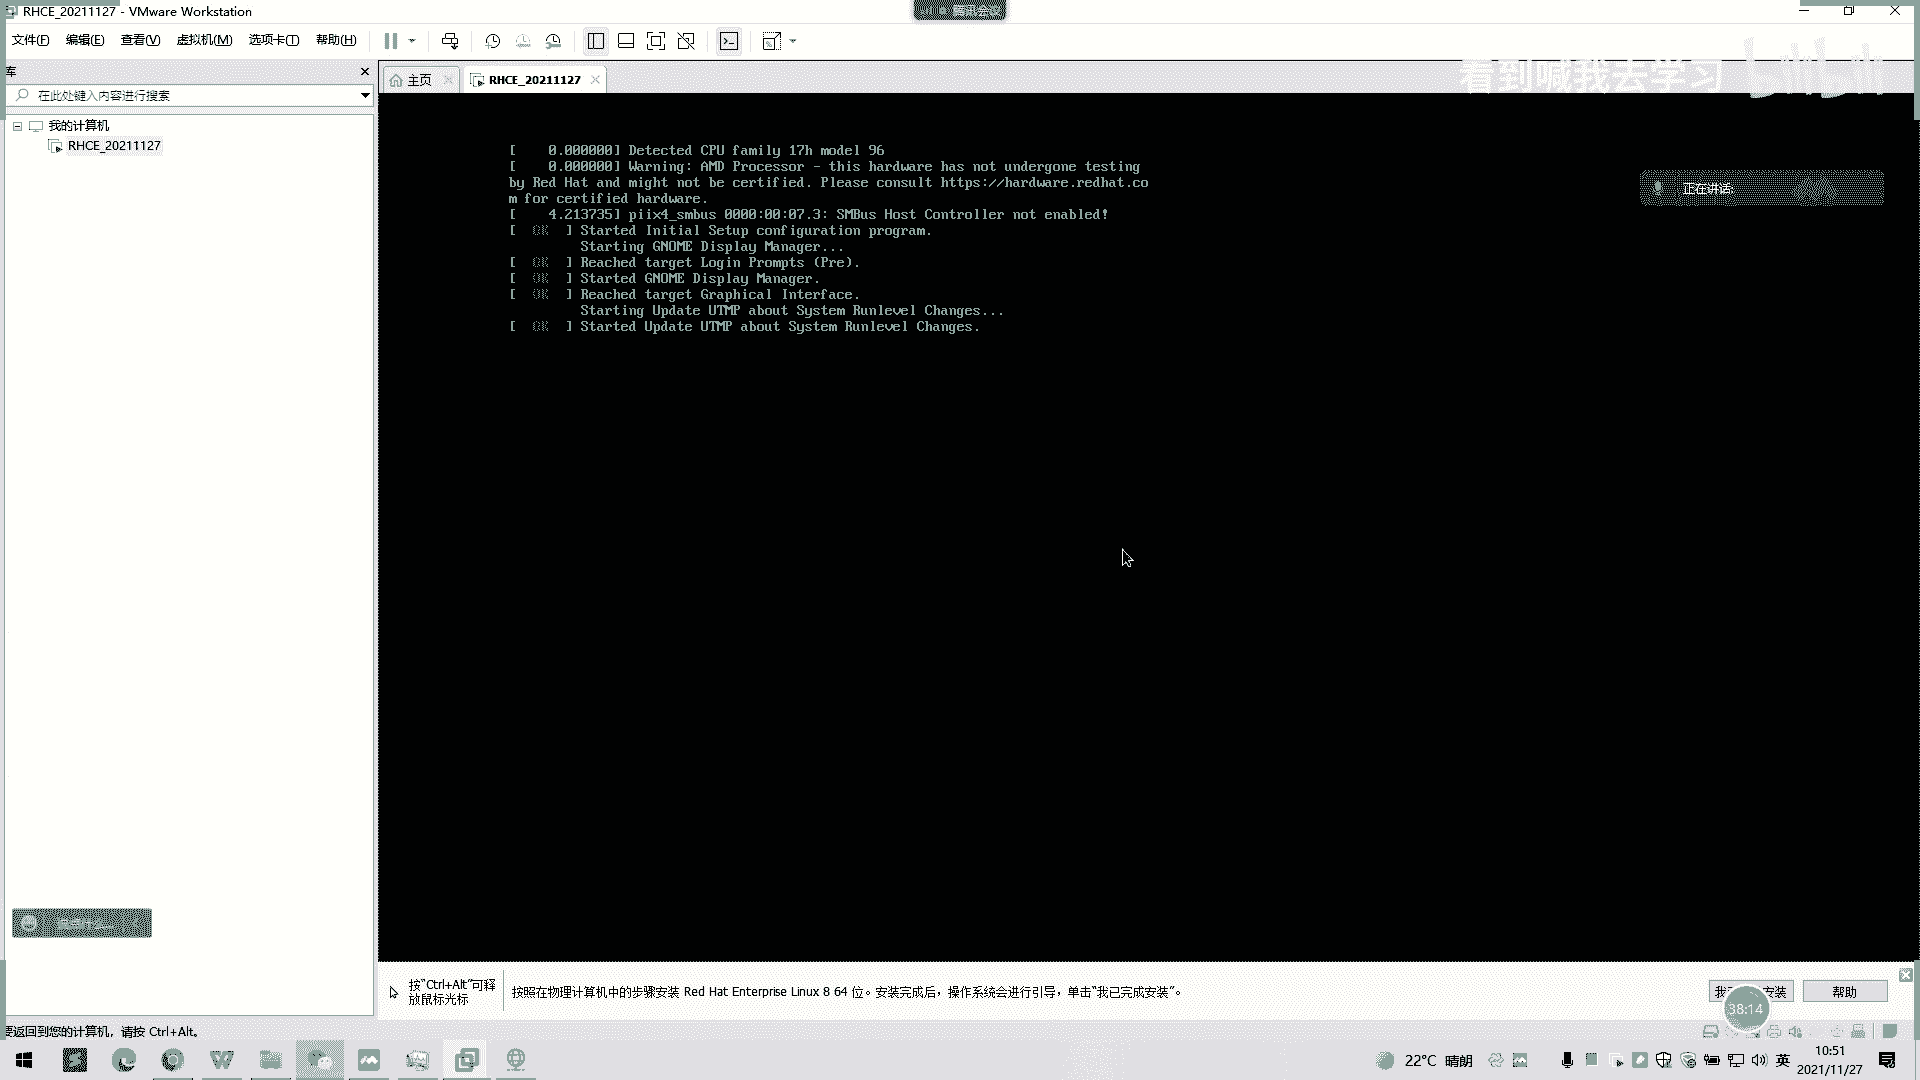 RHCE_20211127 - VMware Workstation
文件(F) 编辑(E) 查看(V) 虚拟机(M) 选项卡(T) 帮助(H)
库
主页
RHCE_20211127
看到喊我去学习
在此处键入内容进行搜索
我的计算机
RHCE_20211127
[    0.000000] Detected CPU family 17h model 96
[    0.000000] Warning: AMD Processor - this hardware has not undergone testing
by Red Hat and might not be certified. Please consult https://hardware.redhat.co
m for certified hardware.
[    4.213735] piix4_smbus 0000:00:07.3: SMBus Host Controller not enabled!
[  OK  ] Started Initial Setup configuration program.
Starting GNOME Display Manager...
[  OK  ] Reached target Login Prompts (Pre).
[  OK  ] Started GNOME Display Manager.
[  OK  ] Reached target Graphical Interface.
Starting Update UTMP about System Runlevel Changes...
[  OK  ] Started Update UTMP about System Runlevel Changes.
正在讲话:
按"Ctrl+Alt"可释
放鼠标光标
按照在物理计算机中的步骤安装 Red Hat Enterprise Linux 8 64 位。安装完成后，操作系统会进行引导，单击"我已完成安装"。
帮助
38:14
要返回到您的计算机，请按 Ctrl+Alt。
22°C 晴朗
英
10:51
2021/11/27